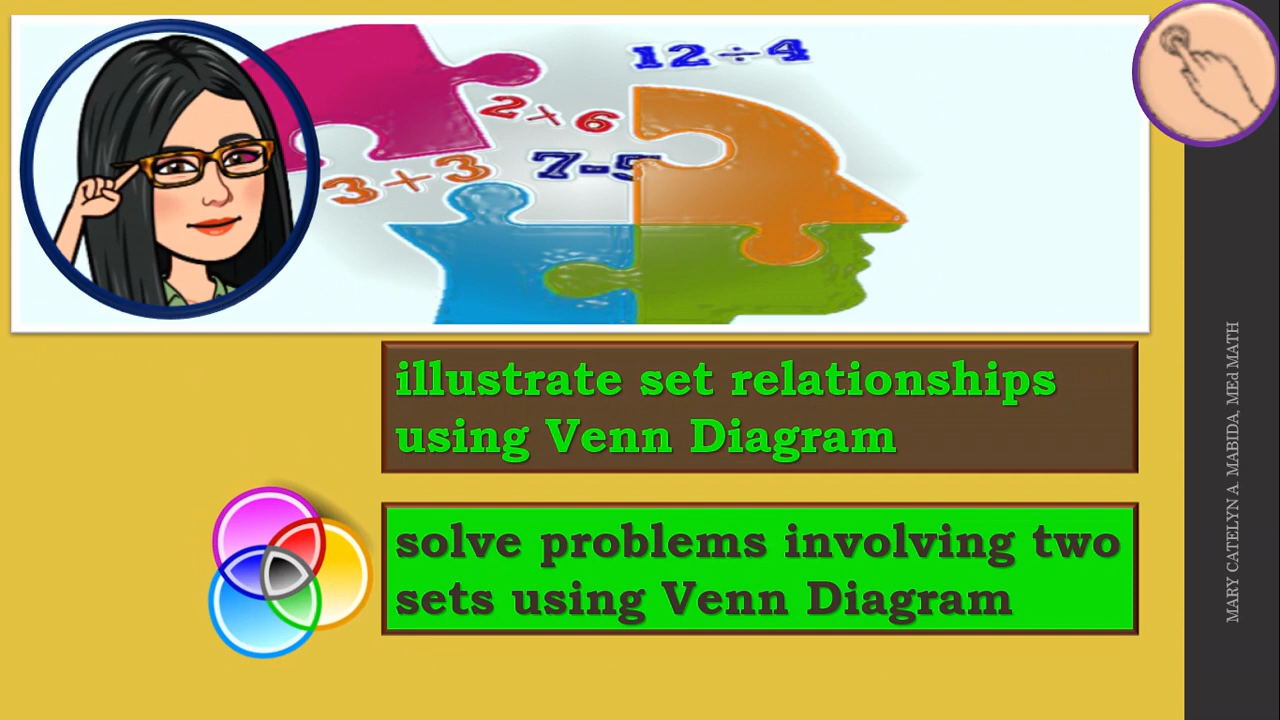 12÷4
2×6
7-5
3+3
illustrate set relationships
using Venn Diagram
solve problems involving two
sets using Venn Diagram
MARY CATELYN A. MABIDA, MEd MATH